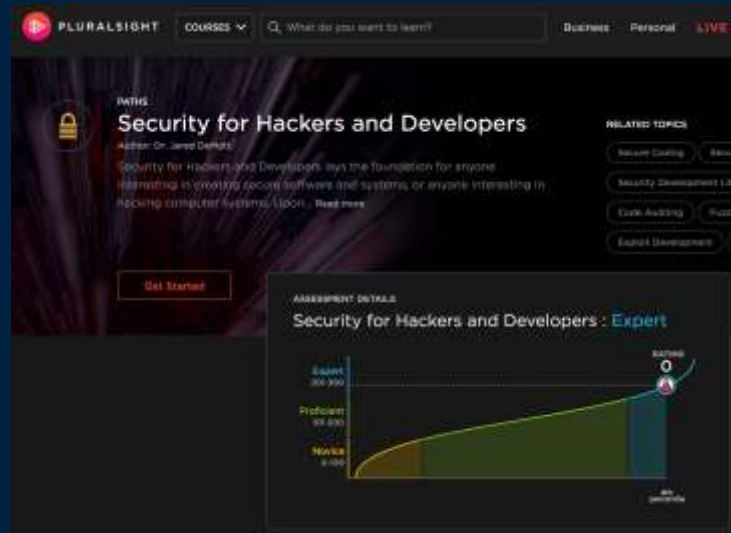 PLURALSIGHT
COURSES
What do you want to learn?
Business
Personal
LIVE
PATHS
Security for Hackers and Developers
Author: Dr. Jared DeMott
Security for Hackers and Developers lays the foundation for anyone
interesting in creating secure software and systems, or anyone interesting in
hacking computer systems. Upon... Read more
Get Started
RELATED TOPICS
Secure Coding
Security Development
Code Auditing
Exploit Development
ASSESSMENT DETAILS
Security for Hackers and Developers : Expert
RATING
0
Expert
Proficient
Novice
percentile